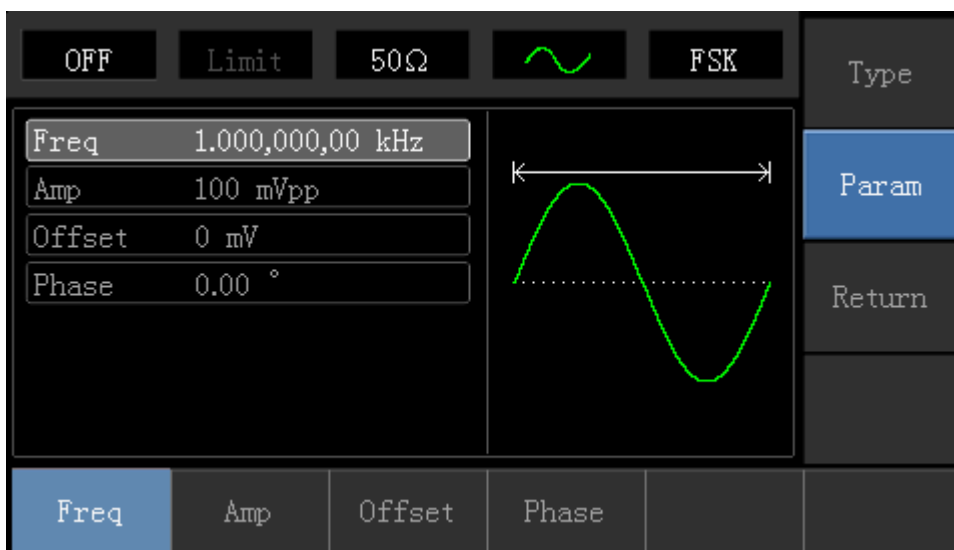 OFF Limit 50Ω FSK
Type
Freq 1.000,000,00 kHz
Amp 100 mVpp
Offset 0 mV
Phase 0.00 °
Param
Return
Freq Amp Offset Phase